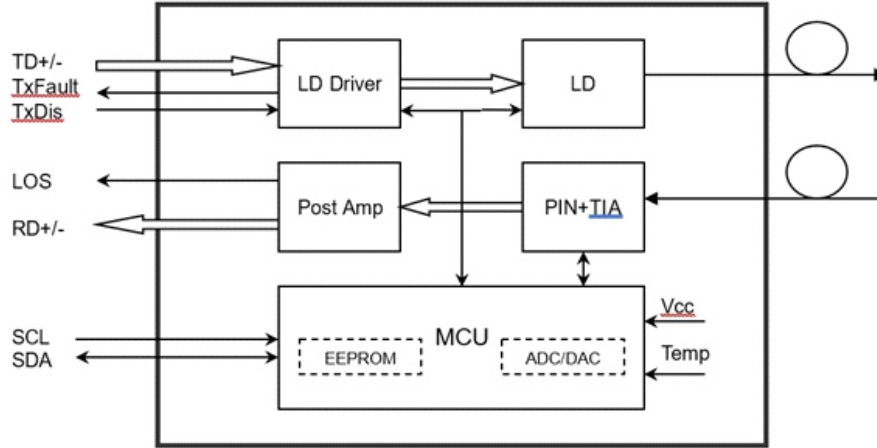 TD+/-
TxFault
TxDis
LD Driver
LD
LOS
RD+/-
Post Amp
PIN+TIA
SCL
SDA
MCU
EEPROM
ADC/DAC
Vcc
Temp